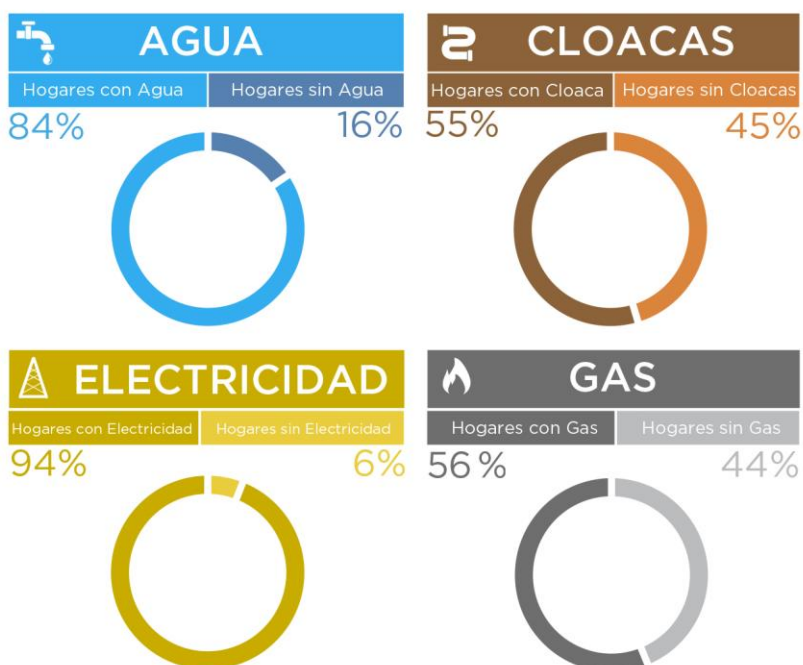 AGUA
Hogares con Agua Hogares sin Agua
84% 16%
CLOACAS
Hogares con Cloaca Hogares sin Cloacas
55% 45%
ELECTRICIDAD
Hogares con Electricidad Hogares sin Electricidad
94% 6%
GAS
Hogares con Gas Hogares sin Gas
56 % 44%